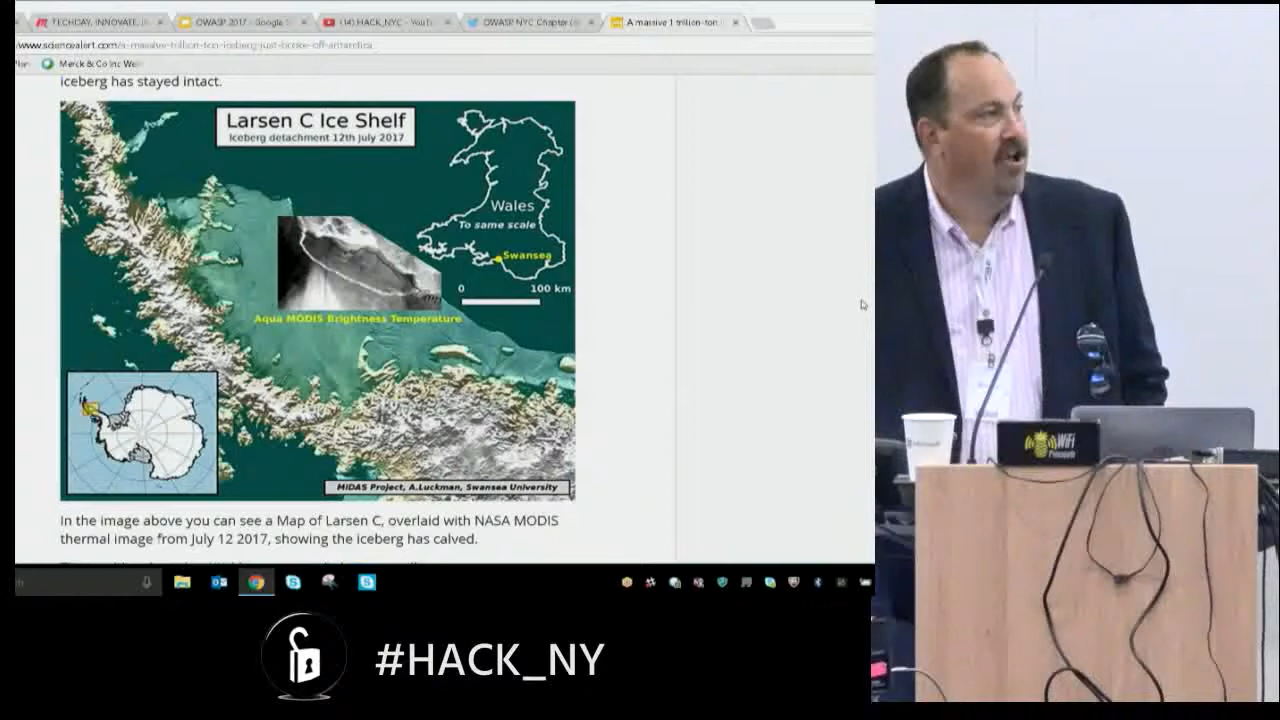 TECHDAY, INNOVATE,
OWASP 2017 - Google S
(14) HACK_NYC - YouTu
OWASP NYC Chapter (@
A massive 1 trillion-ton i
www.sciencealert.com/a-massive-trillion-ton-iceberg-just-broke-off-antarctica
Merck & Co Inc We
iceberg has stayed intact.
Larsen C Ice Shelf
Iceberg detachment 12th July 2017
Wales
To same scale
Swansea
0 100 km
Aqua MODIS Brightness Temperature
MIDAS Project, A.Luckman, Swansea University
In the image above you can see a Map of Larsen C, overlaid with NASA MODIS
thermal image from July 12 2017, showing the iceberg has calved.
#HACK_NY
WiFi
Pineapple
Microsoft